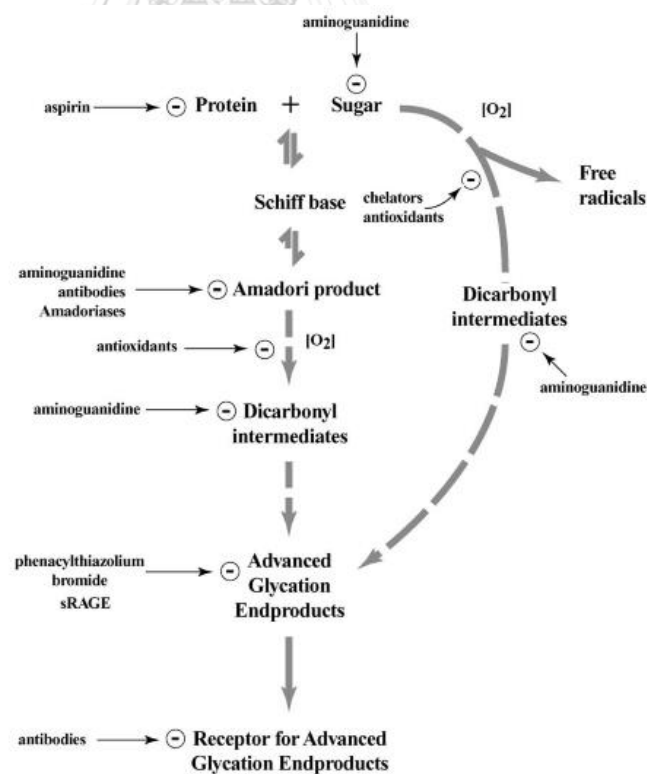 aminoguanidine
aspirin Protein + Sugar [O2]
Free
radicals
Schiff base
chelators
antioxidants
aminoguanidine
antibodies
Amadoriases
Amadori product
Dicarbonyl
intermediates
antioxidants [O2]
aminoguanidine
aminoguanidine Dicarbonyl
intermediates
phenacylthiazolium
bromide
sRAGE
Advanced
Glycation
Endproducts
antibodies Receptor for Advanced
Glycation Endproducts